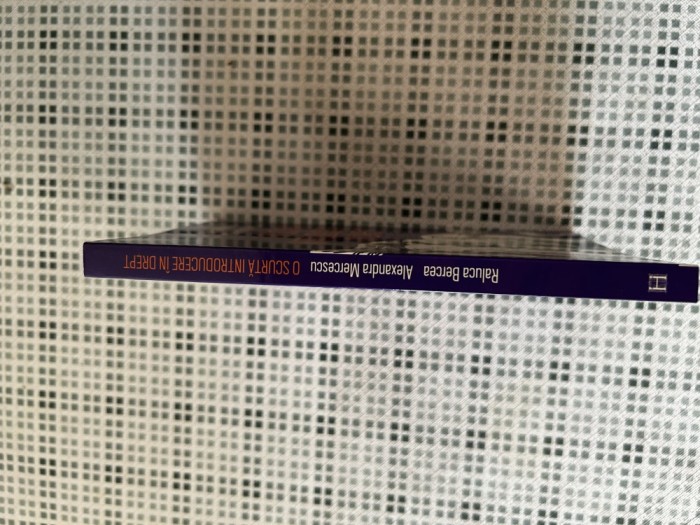 Raluca Bercea Alexandra Mercescu O SCURTĂ INTRODUCERE ÎN DREPT